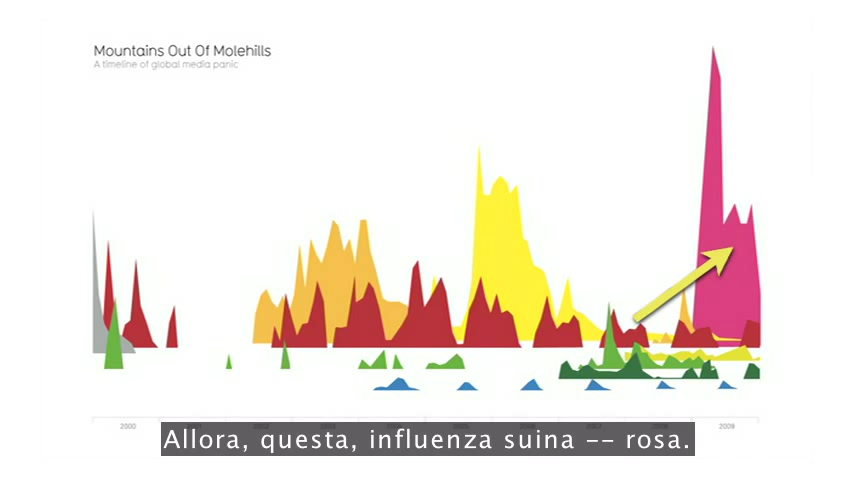 Mountains Out Of Molehills
A timeline of global media panic
2000
2009
Allora, questa, influenza suina -- rosa.